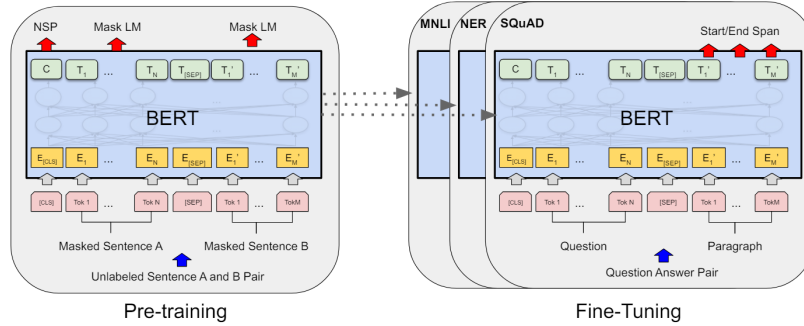 NSP Mask LM Mask LM
C T1 ... TN T[SEP] T1' ... TM'
BERT
E[CLS] E1 ... EN E[SEP] E1' ... EM'
[CLS] Tok 1 ... Tok N [SEP] Tok 1 ... TokM
Masked Sentence A Masked Sentence B
Unlabeled Sentence A and B Pair
Pre-training
MNLI NER SQuAD
Start/End Span
C T1 ... TN T[SEP] T1' ... TM'
BERT
E[CLS] E1 ... EN E[SEP] E1' ... EM'
[CLS] Tok 1 ... Tok N [SEP] Tok 1 ... TokM
Question Paragraph
Question Answer Pair
Fine-Tuning